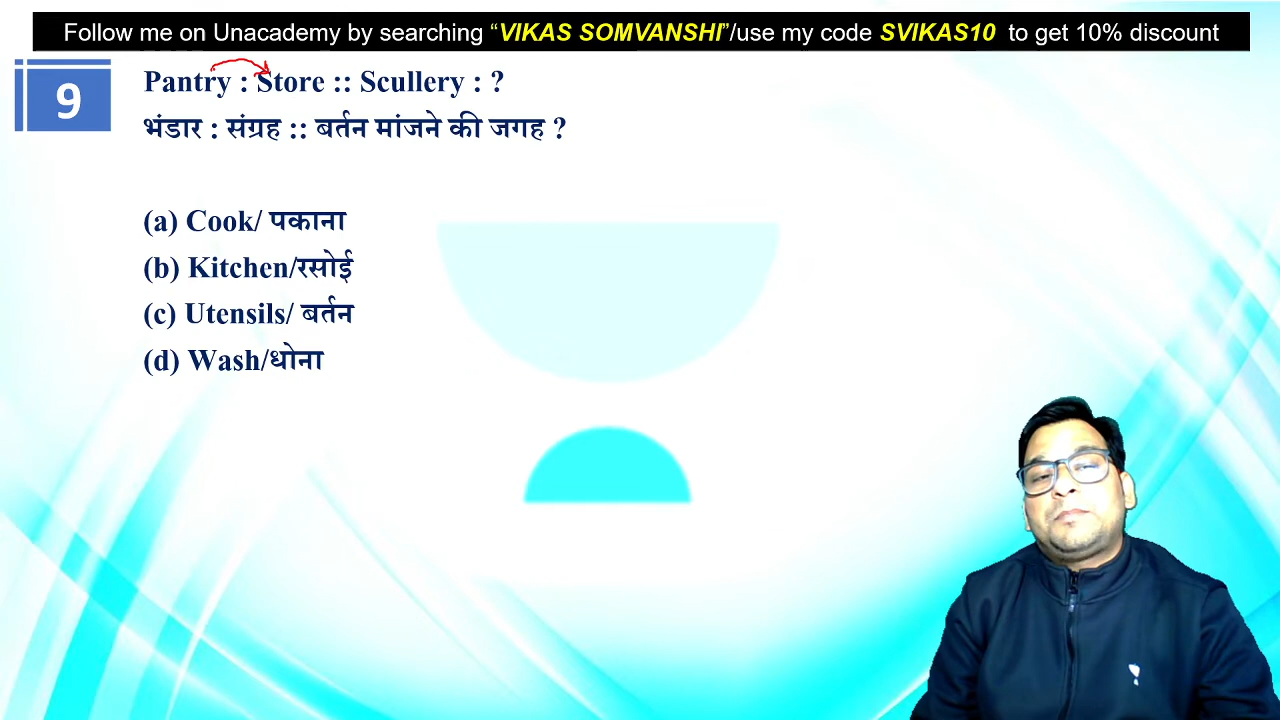 Follow me on Unacademy by searching “VIKAS SOMVANSHI”/use my code SVIKAS10 to get 10% discount
9
Pantry : Store :: Scullery : ?
भंडार : संग्रह :: बर्तन मांजने की जगह ?
(a) Cook/ पकाना
(b) Kitchen/रसोई
(c) Utensils/ बर्तन
(d) Wash/धोना